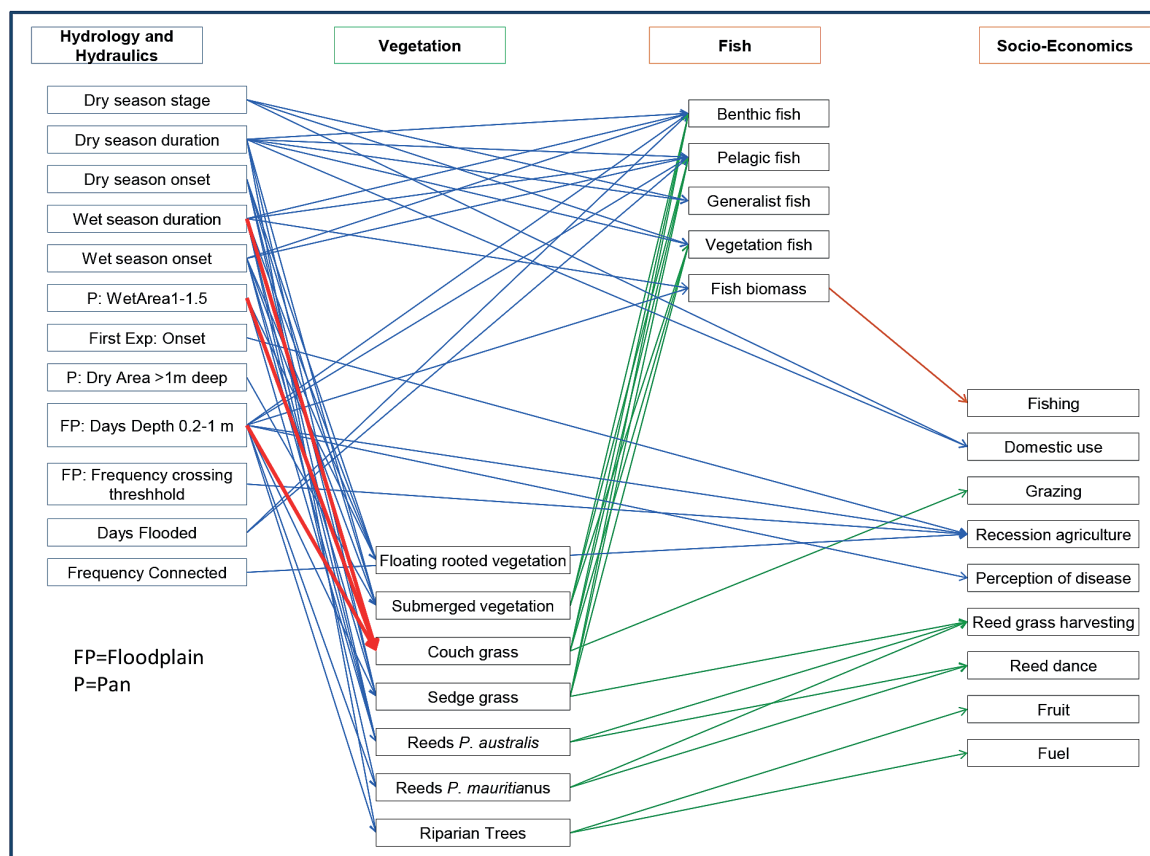 Hydrology and
Hydraulics
Vegetation
Fish
Socio-Economics
Dry season stage
Dry season duration
Dry season onset
Wet season duration
Wet season onset
P: WetArea1-1.5
First Exp: Onset
P: Dry Area >1m deep
FP: Days Depth 0.2-1 m
FP: Frequency crossing
threshhold
Days Flooded
Frequency Connected
FP=Floodplain
P=Pan
Floating rooted vegetation
Submerged vegetation
Couch grass
Sedge grass
Reeds P. australis
Reeds P. mauritianus
Riparian Trees
Benthic fish
Pelagic fish
Generalist fish
Vegetation fish
Fish biomass
Fishing
Domestic use
Grazing
Recession agriculture
Perception of disease
Reed grass harvesting
Reed dance
Fruit
Fuel